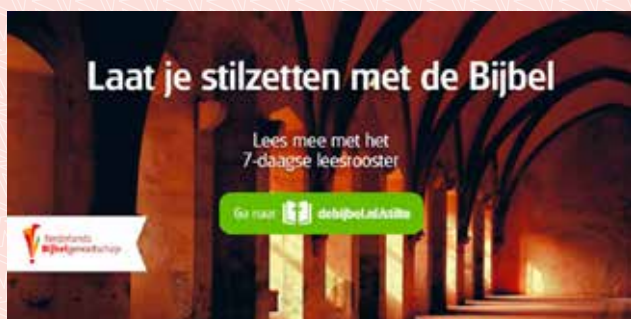 Laat je stilzetten met de Bijbel
Lees mee met het
7-daagse leesrooster
Ga naar debijbel.nl/stilte
Nederlands
Bijbelgenootschap